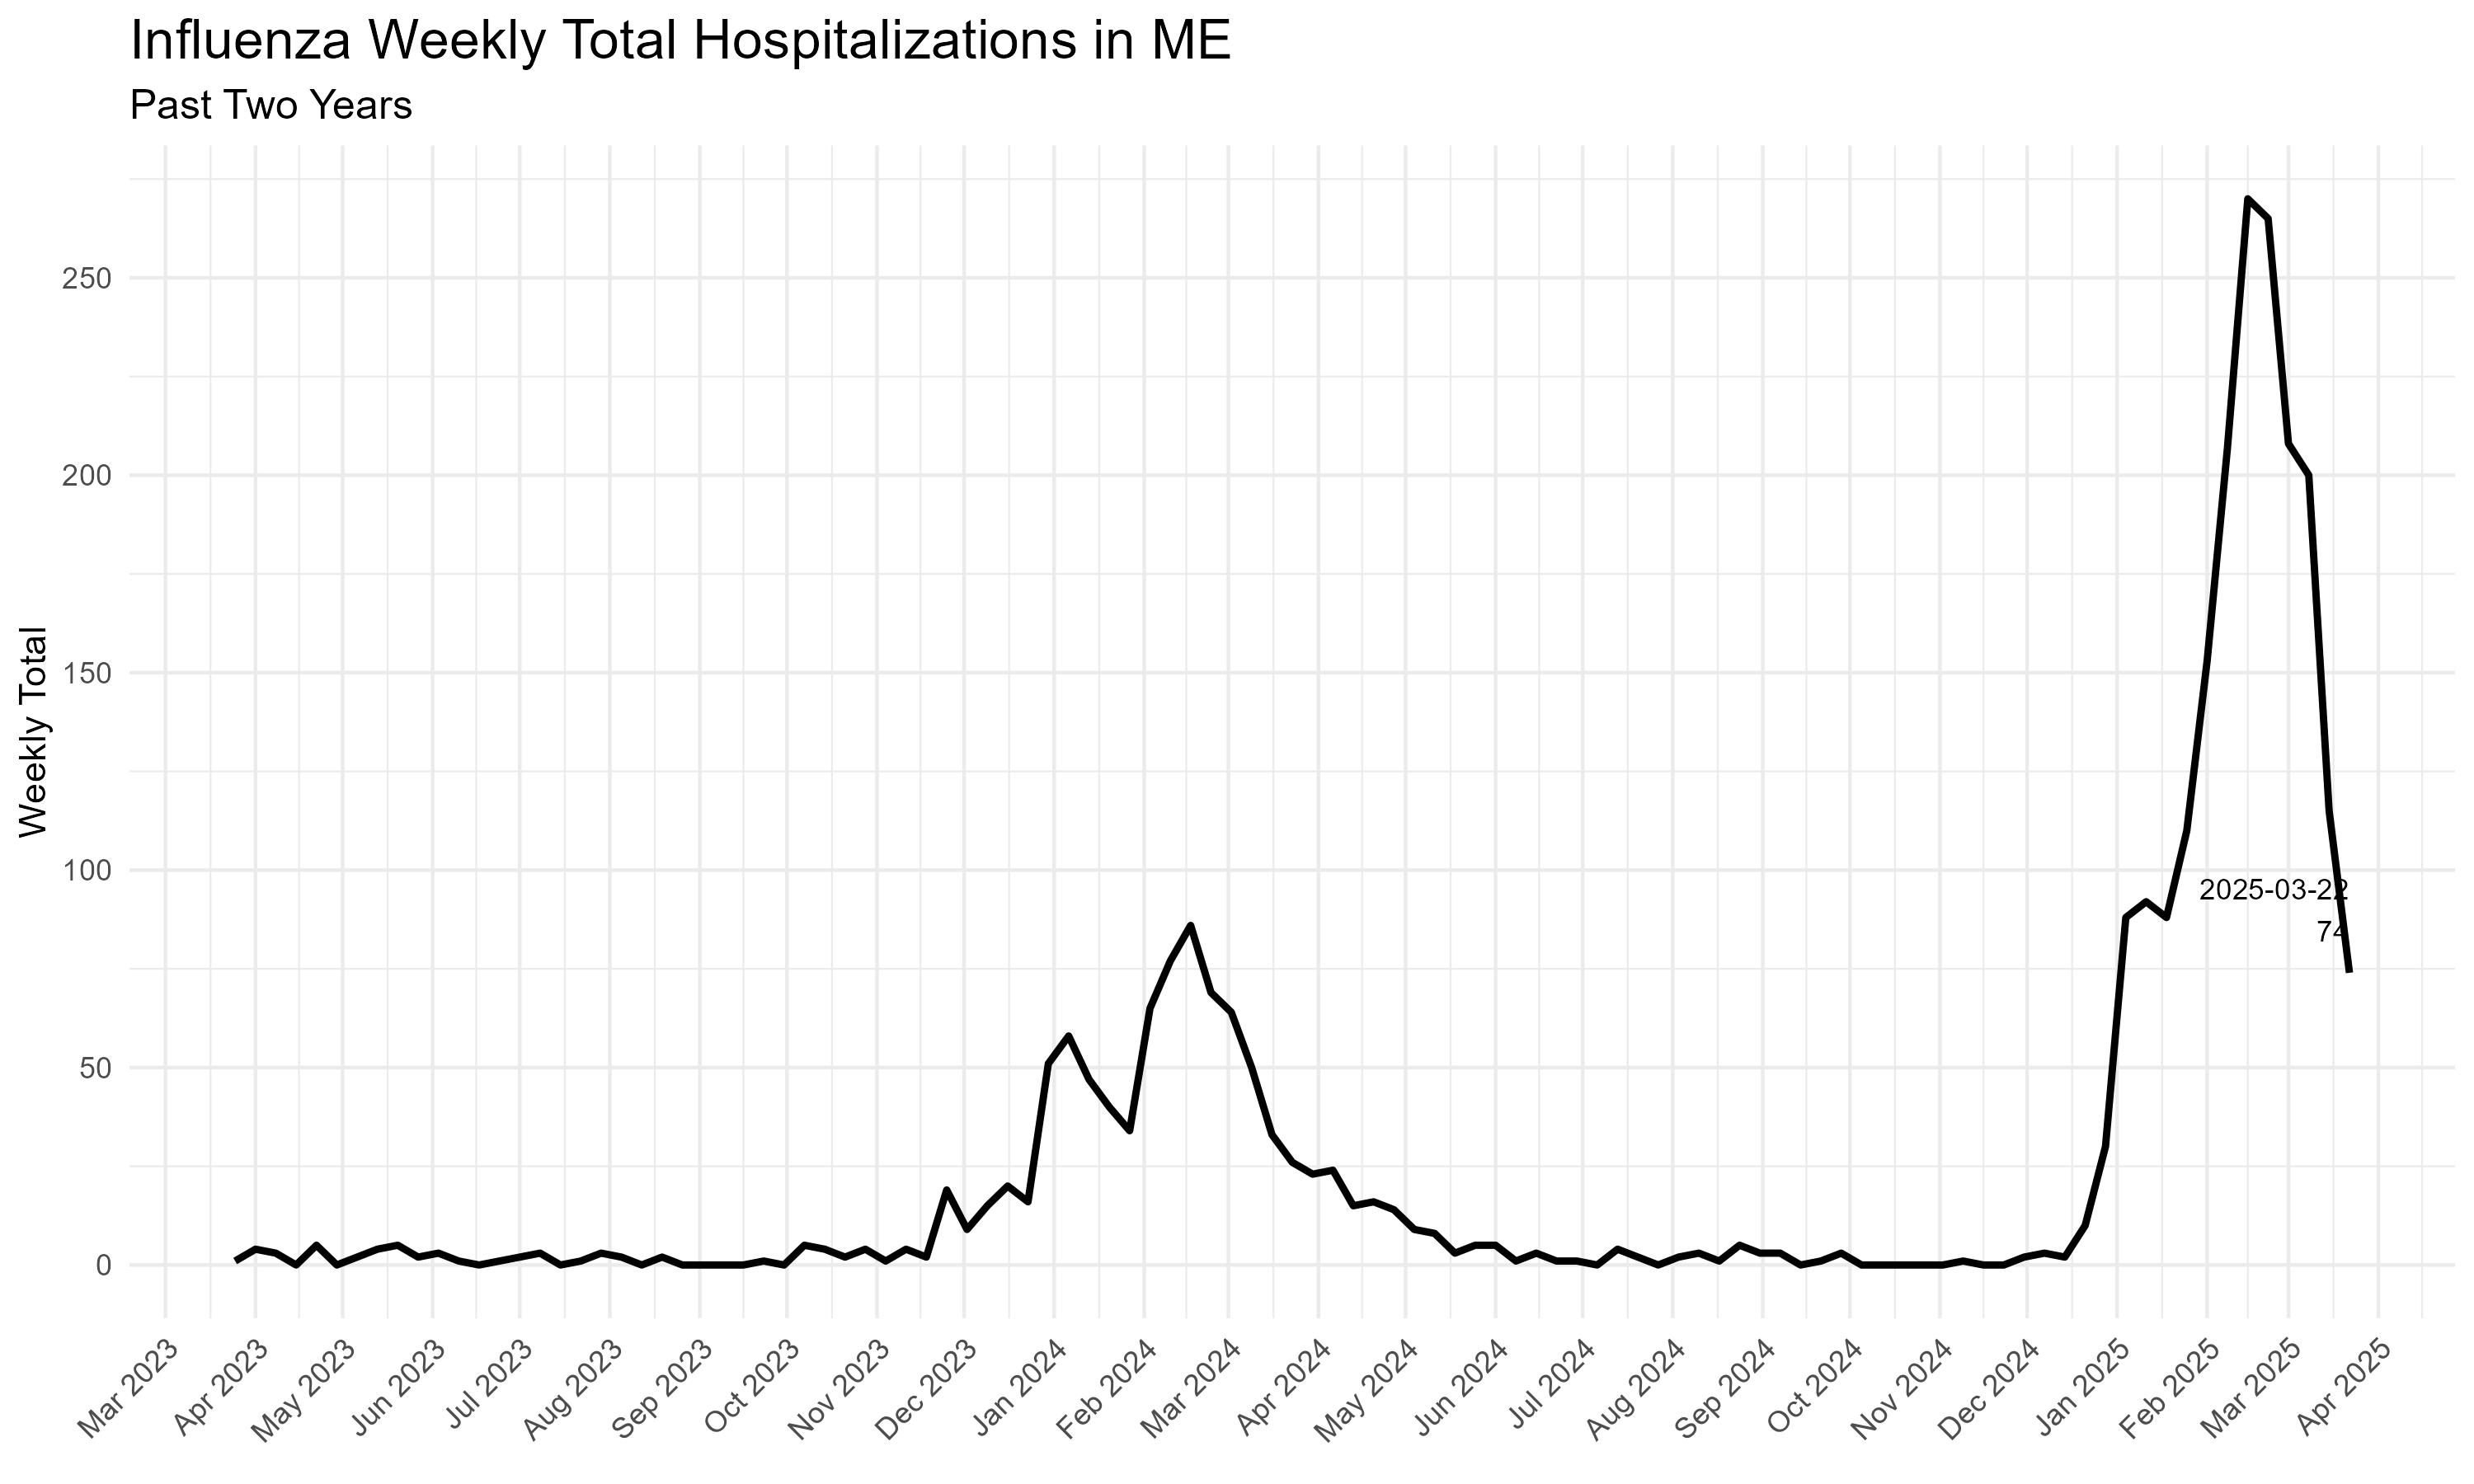 Influenza Weekly Total Hospitalizations in ME
Past Two Years
Weekly Total
250
200
150
100
50
0
2025-03-22
74
Mar 2023
Apr 2023
May 2023
Jun 2023
Jul 2023
Aug 2023
Sep 2023
Oct 2023
Nov 2023
Dec 2023
Jan 2024
Feb 2024
Mar 2024
Apr 2024
May 2024
Jun 2024
Jul 2024
Aug 2024
Sep 2024
Oct 2024
Nov 2024
Dec 2024
Jan 2025
Feb 2025
Mar 2025
Apr 2025